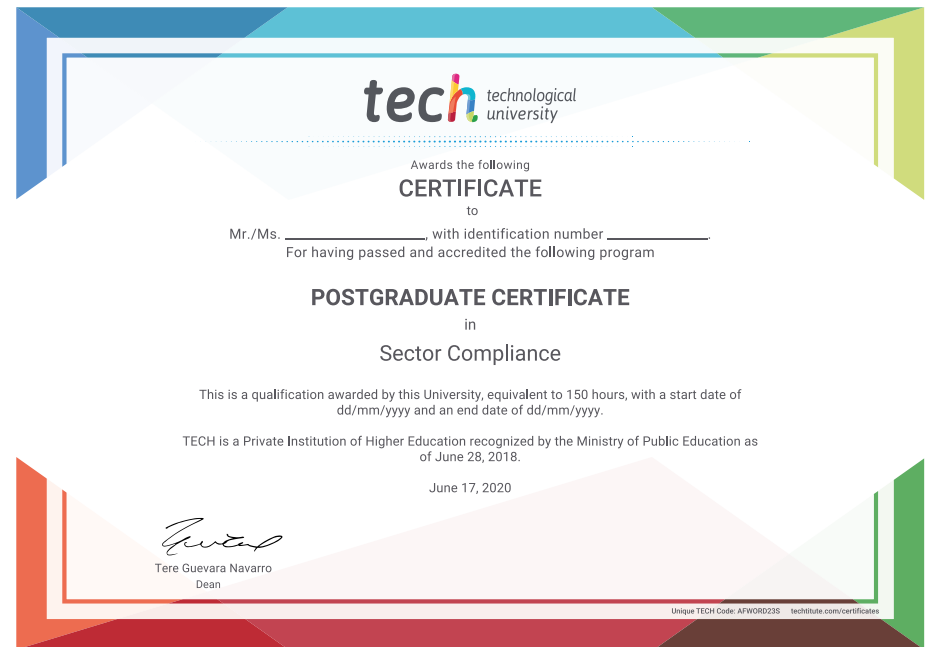 tech technological
university
Awards the following
CERTIFICATE
to
Mr./Ms. ____________________, with identification number ______________.
For having passed and accredited the following program
POSTGRADUATE CERTIFICATE
in
Sector Compliance
This is a qualification awarded by this University, equivalent to 150 hours, with a start date of
dd/mm/yyyy and an end date of dd/mm/yyyy.
TECH is a Private Institution of Higher Education recognized by the Ministry of Public Education as
of June 28, 2018.
June 17, 2020
Tere Guevara Navarro
Dean
Unique TECH Code: AFWORD23S techtitute.com/certificates